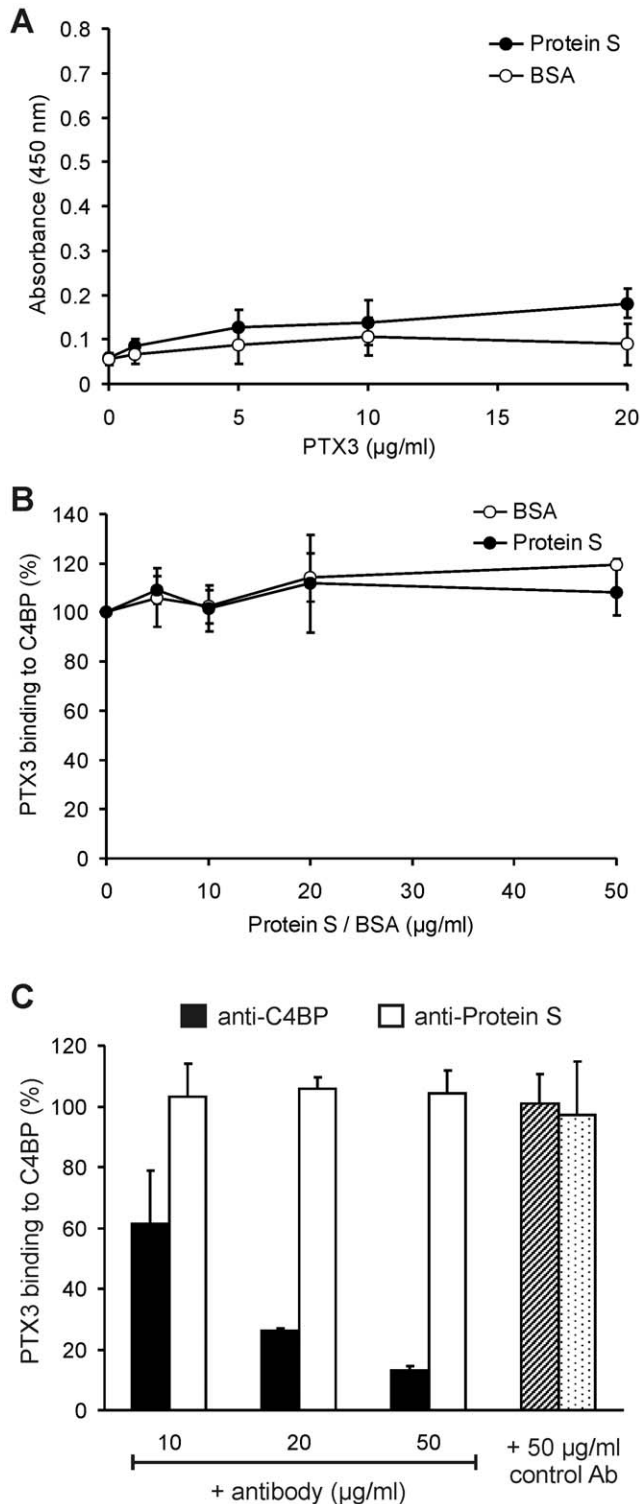 A
Absorbance (450 nm)
0.8
0.7
0.6
0.5
0.4
0.3
0.2
0.1
0
Protein S
BSA
0 5 10 15 20
PTX3 (µg/ml)
B
PTX3 binding to C4BP (%)
140
120
100
80
60
40
20
0
BSA
Protein S
0 10 20 30 40 50
Protein S / BSA (µg/ml)
C
anti-C4BP anti-Protein S
PTX3 binding to C4BP (%)
120
100
80
60
40
20
0
10 20 50
+ antibody (µg/ml)
+ 50 µg/ml
control Ab